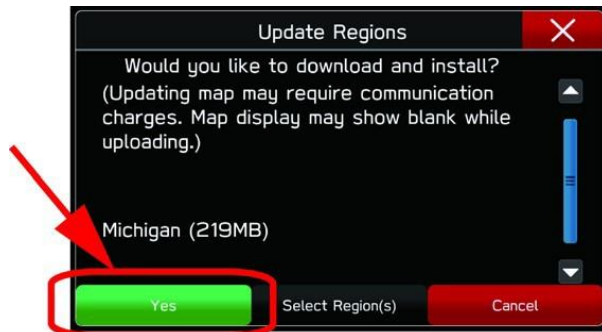 Update Regions
Would you like to download and install?
(Updating map may require communication
charges. Map display may show blank while
uploading.)
Michigan (219MB)
Yes Select Region(s) Cancel